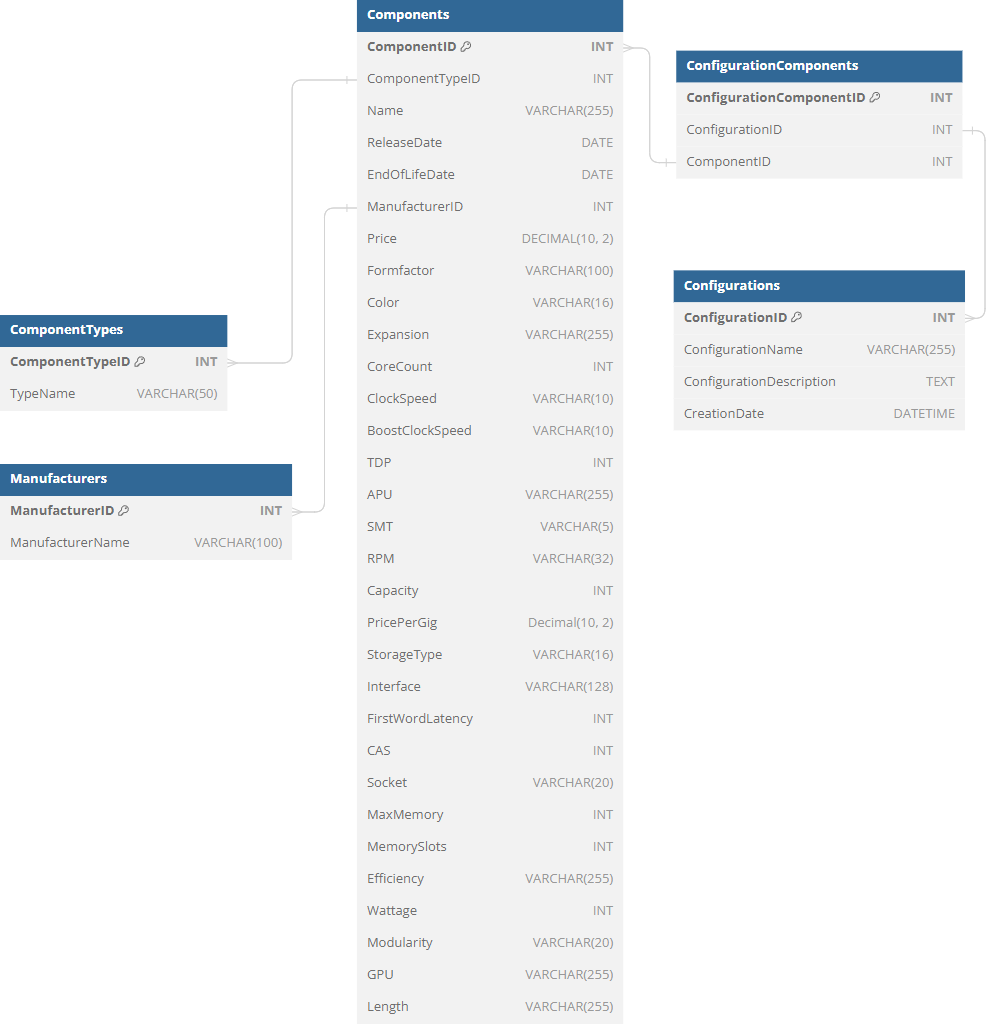 Components
ComponentID INT
ComponentTypeID INT
Name VARCHAR(255)
ReleaseDate DATE
EndOfLifeDate DATE
ManufacturerID INT
Price DECIMAL(10, 2)
Formfactor VARCHAR(100)
Color VARCHAR(16)
Expansion VARCHAR(255)
CoreCount INT
ClockSpeed VARCHAR(10)
BoostClockSpeed VARCHAR(10)
TDP INT
APU VARCHAR(255)
SMT VARCHAR(5)
RPM VARCHAR(32)
Capacity INT
PricePerGig Decimal(10, 2)
StorageType VARCHAR(16)
Interface VARCHAR(128)
FirstWordLatency INT
CAS INT
Socket VARCHAR(20)
MaxMemory INT
MemorySlots INT
Efficiency VARCHAR(255)
Wattage INT
Modularity VARCHAR(20)
GPU VARCHAR(255)
Length VARCHAR(255)
ConfigurationComponents
ConfigurationComponentID INT
ConfigurationID INT
ComponentID INT
Configurations
ConfigurationID INT
ConfigurationName VARCHAR(255)
ConfigurationDescription TEXT
CreationDate DATETIME
ComponentTypes
ComponentTypeID INT
TypeName VARCHAR(50)
Manufacturers
ManufacturerID INT
ManufacturerName VARCHAR(100)